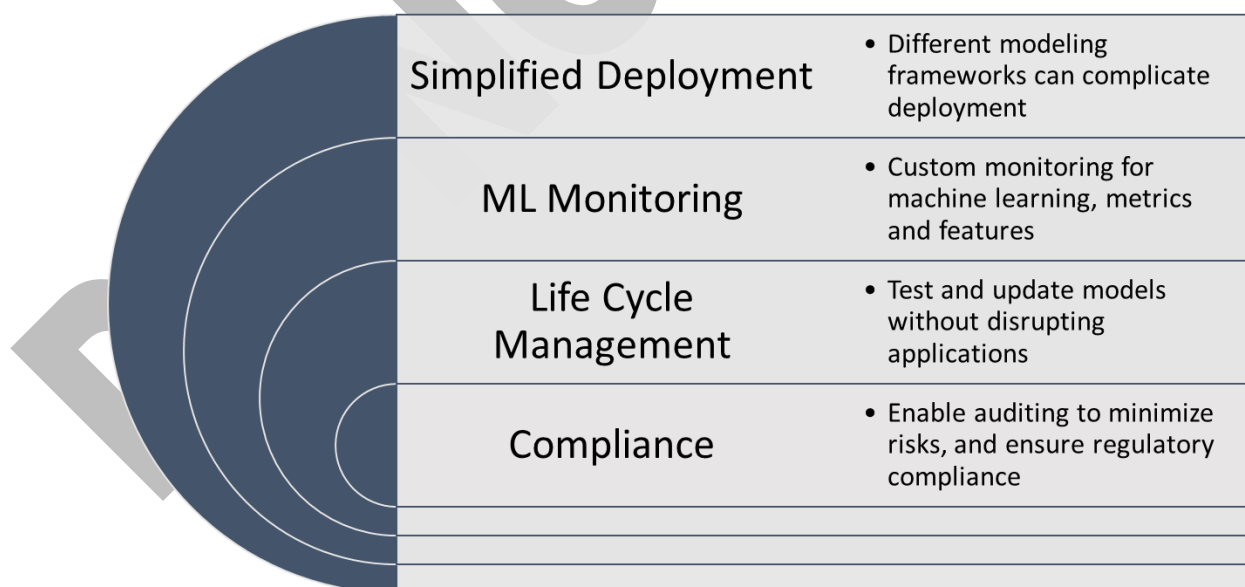 Simplified Deployment
• Different modeling
frameworks can complicate
deployment
ML Monitoring
• Custom monitoring for
machine learning, metrics
and features
Life Cycle
Management
• Test and update models
without disrupting
applications
Compliance
• Enable auditing to minimize
risks, and ensure regulatory
compliance